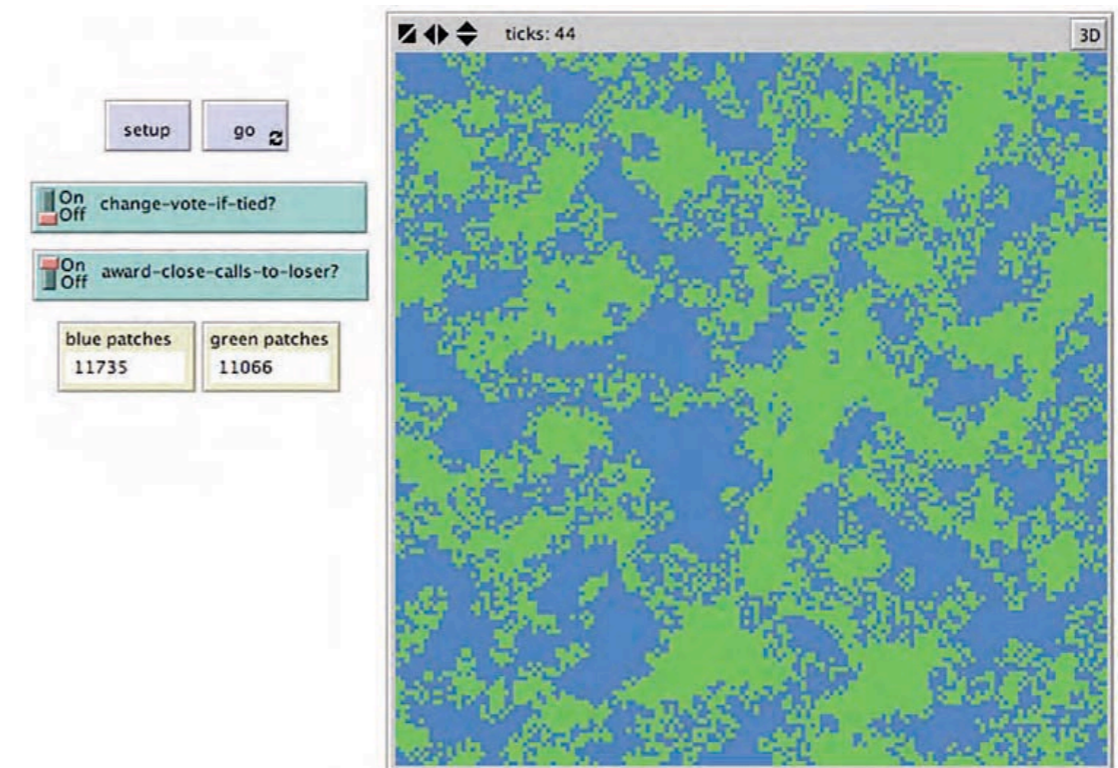 ticks: 44
3D
setup
go
On
Off
change-vote-if-tied?
On
Off
award-close-calls-to-loser?
blue patches
11735
green patches
11066